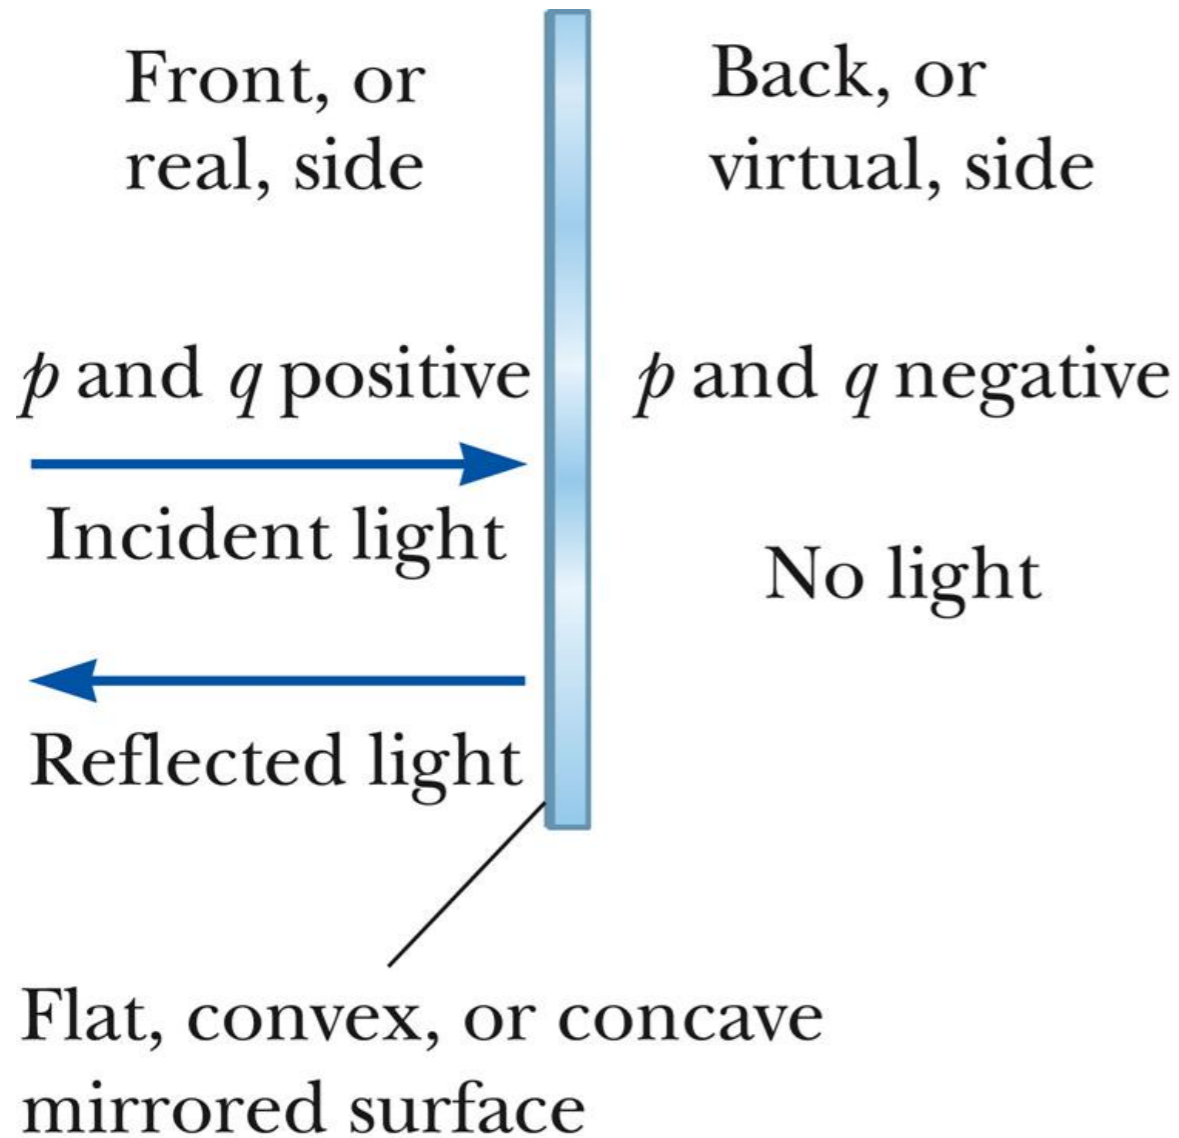 Front, or
real, side
Back, or
virtual, side
p and q positive
p and q negative
Incident light
No light
Reflected light
Flat, convex, or concave
mirrored surface